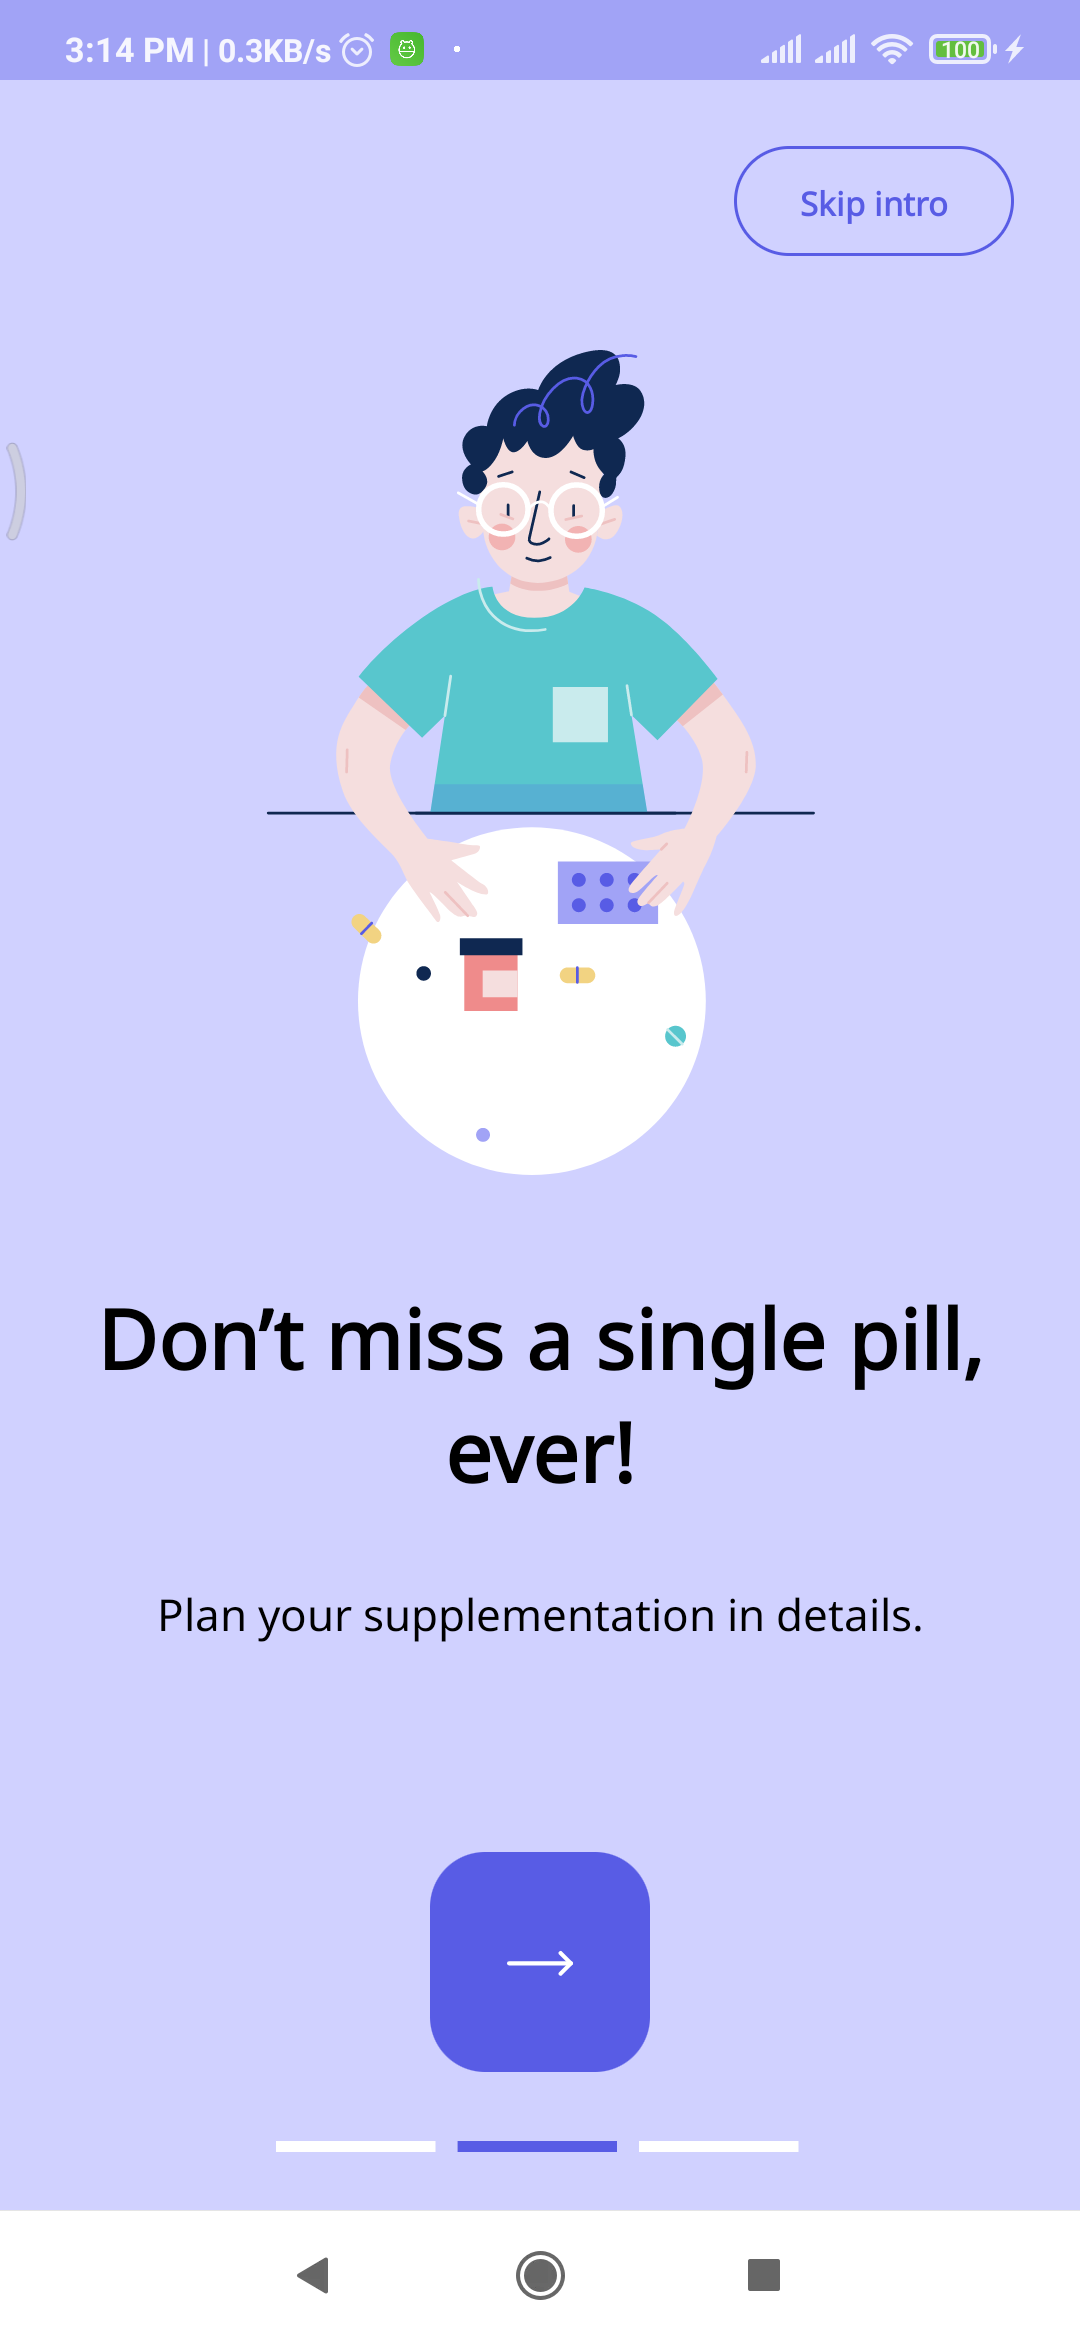 3:14 PM | 0.3KB/s
100
Skip intro
Don’t miss a single pill,
ever!
Plan your supplementation in details.